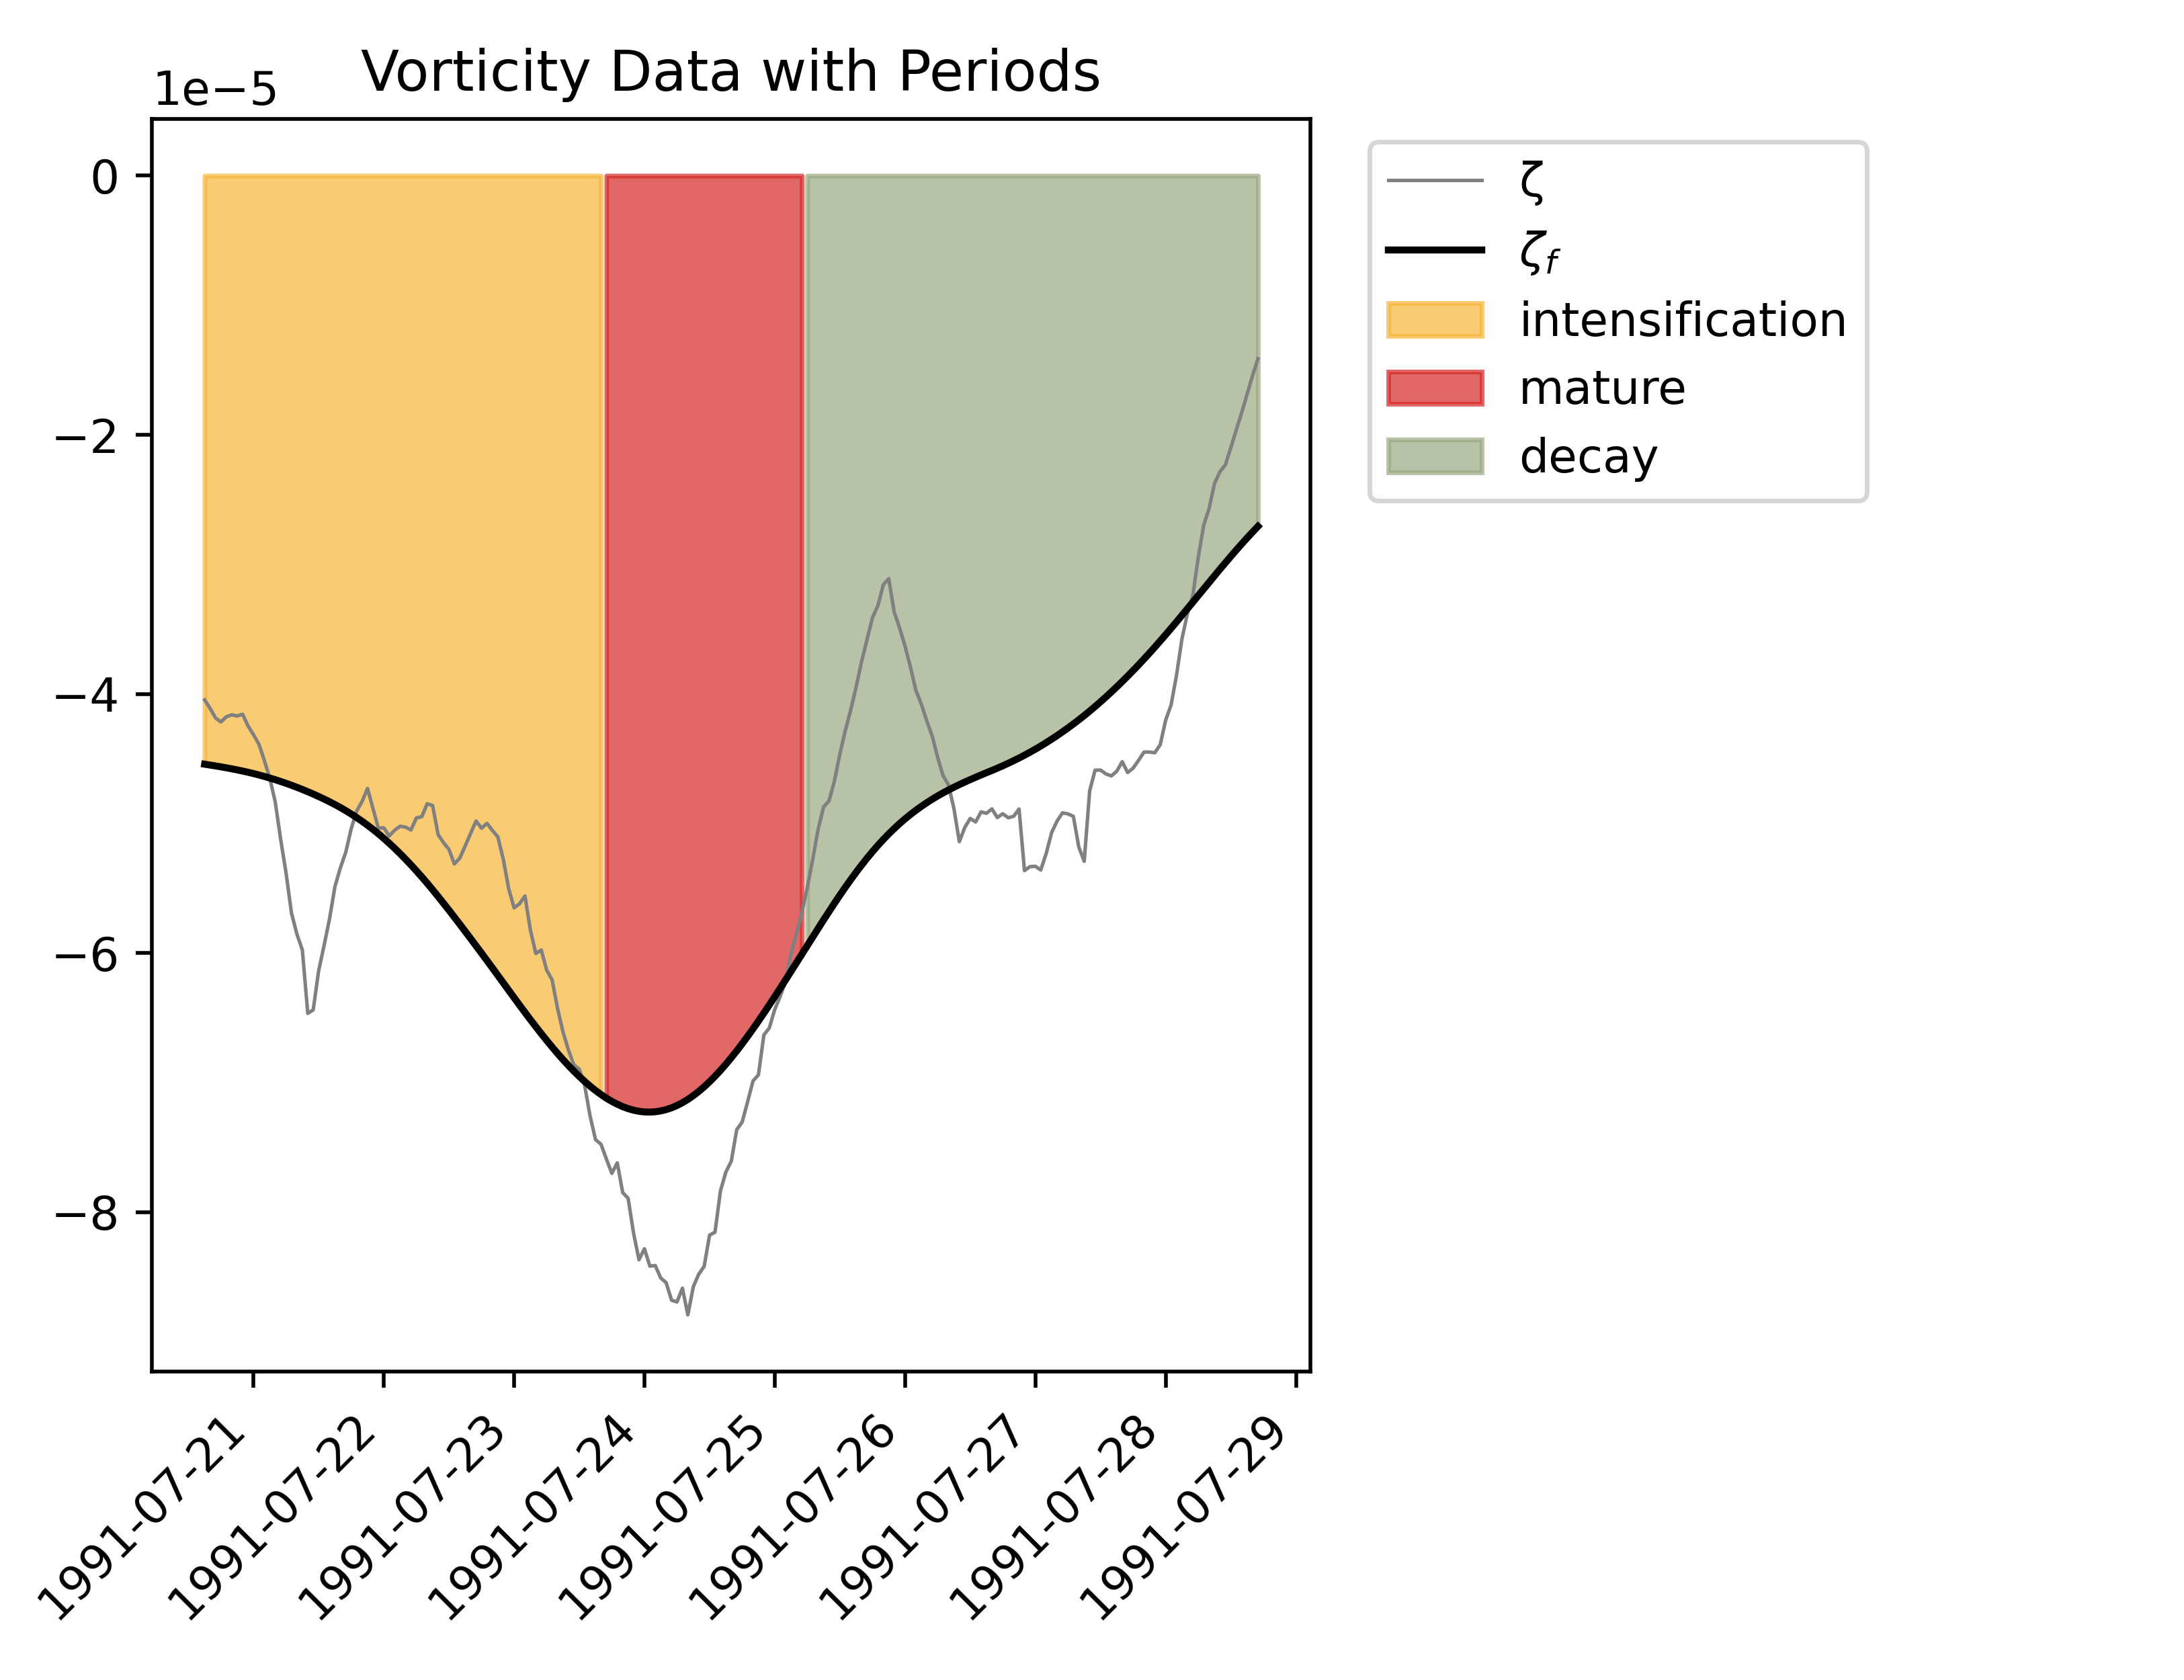 Vorticity Data with Periods
1e−5
0
−2
−4
−6
−8
1991-07-21
1991-07-22
1991-07-23
1991-07-24
1991-07-25
1991-07-26
1991-07-27
1991-07-28
1991-07-29
ζ
ζf
intensification
mature
decay